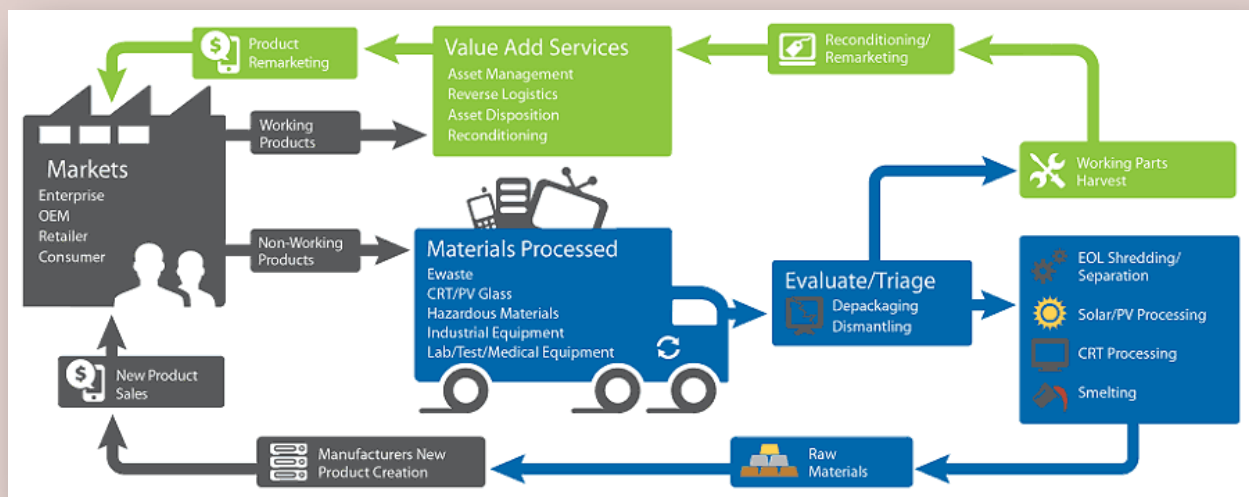 Product
Remarketing
Value Add Services
Asset Management
Reverse Logistics
Asset Disposition
Reconditioning
Reconditioning/
Remarketing
Working
Products
Markets
Enterprise
OEM
Retailer
Consumer
Working Parts
Harvest
Non-Working
Products
Materials Processed
Ewaste
CRT/PV Glass
Hazardous Materials
Industrial Equipment
Lab/Test/Medical Equipment
Evaluate/Triage
Depackaging
Dismantling
EOL Shredding/
Separation
Solar/PV Processing
CRT Processing
Smelting
New Product
Sales
Manufacturers New
Product Creation
Raw
Materials